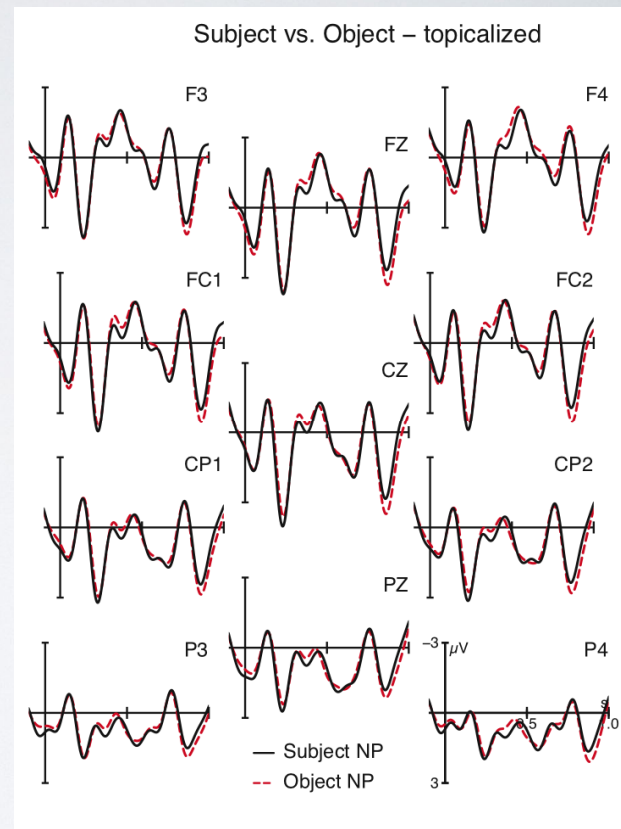 Subject vs. Object – topicalized
F3
F4
FZ
FC1
FC2
CZ
CP1
CP2
PZ
P3
–3
µV
P4
s
0.5
1.0
3
Subject NP
Object NP